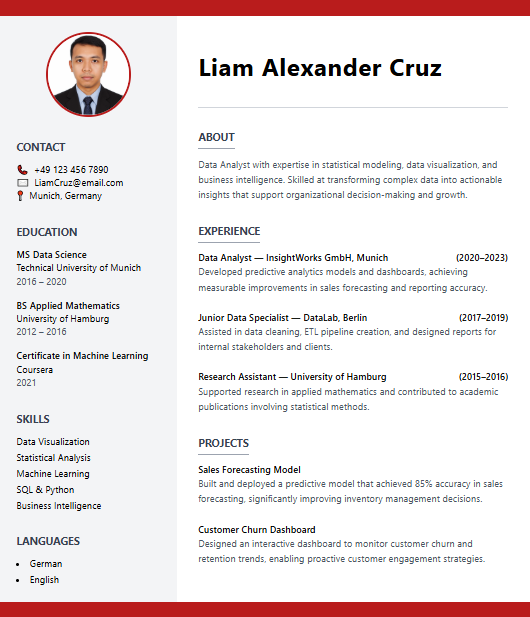 Liam Alexander Cruz
CONTACT
+49 123 456 7890
LiamCruz@email.com
Munich, Germany
EDUCATION
MS Data Science
Technical University of Munich
2016 – 2020
BS Applied Mathematics
University of Hamburg
2012 – 2016
Certificate in Machine Learning
Coursera
2021
SKILLS
Data Visualization
Statistical Analysis
Machine Learning
SQL & Python
Business Intelligence
LANGUAGES
• German
• English
ABOUT
Data Analyst with expertise in statistical modeling, data visualization, and
business intelligence. Skilled at transforming complex data into actionable
insights that support organizational decision-making and growth.
EXPERIENCE
Data Analyst — InsightWorks GmbH, Munich (2020–2023)
Developed predictive analytics models and dashboards, achieving
measurable improvements in sales forecasting and reporting accuracy.
Junior Data Specialist — DataLab, Berlin (2017–2019)
Assisted in data cleaning, ETL pipeline creation, and designed reports for
internal stakeholders and clients.
Research Assistant — University of Hamburg (2015–2016)
Supported research in applied mathematics and contributed to academic
publications involving statistical methods.
PROJECTS
Sales Forecasting Model
Built and deployed a predictive model that achieved 85% accuracy in sales
forecasting, significantly improving inventory management decisions.
Customer Churn Dashboard
Designed an interactive dashboard to monitor customer churn and
retention trends, enabling proactive customer engagement strategies.